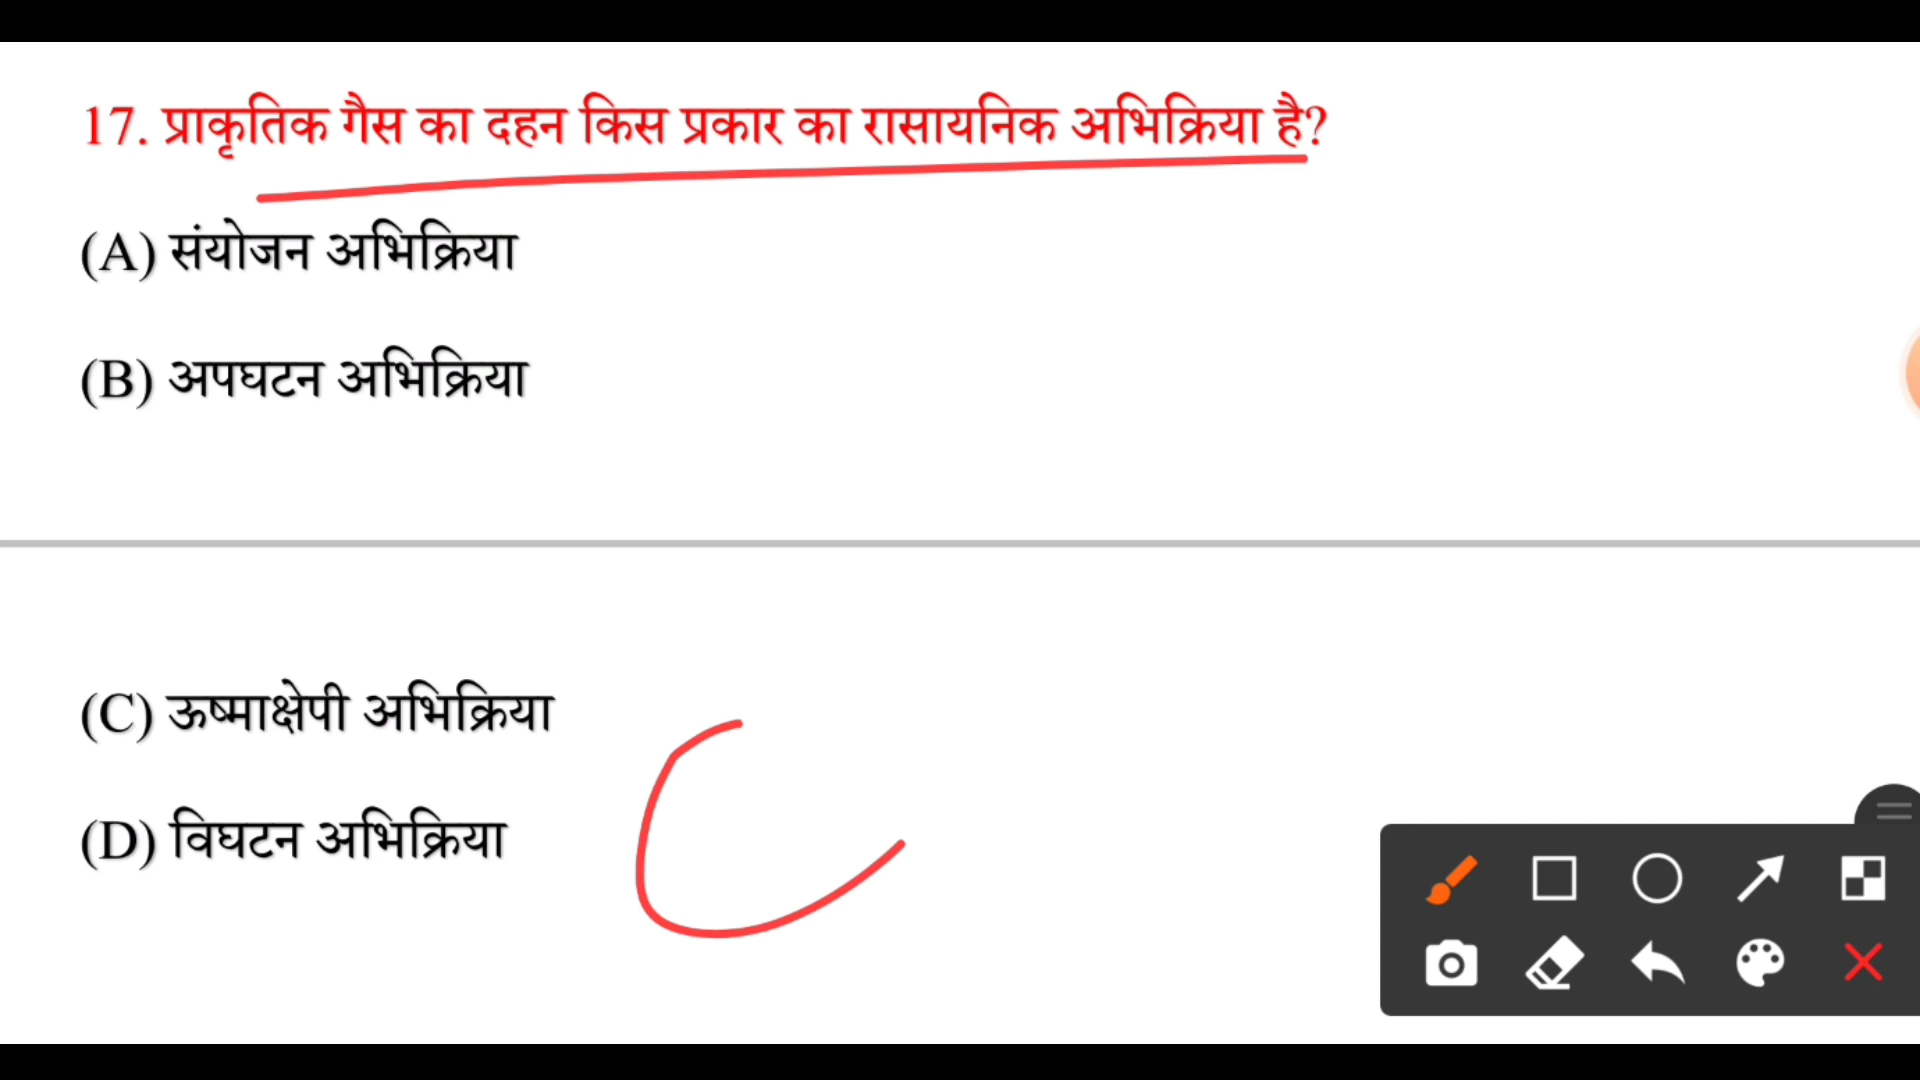 17. प्राकृतिक गैस का दहन किस प्रकार का रासायनिक अभिक्रिया है?
(A) संयोजन अभिक्रिया
(B) अपघटन अभिक्रिया
(C) ऊष्माक्षेपी अभिक्रिया
(D) विघटन अभिक्रिया
C